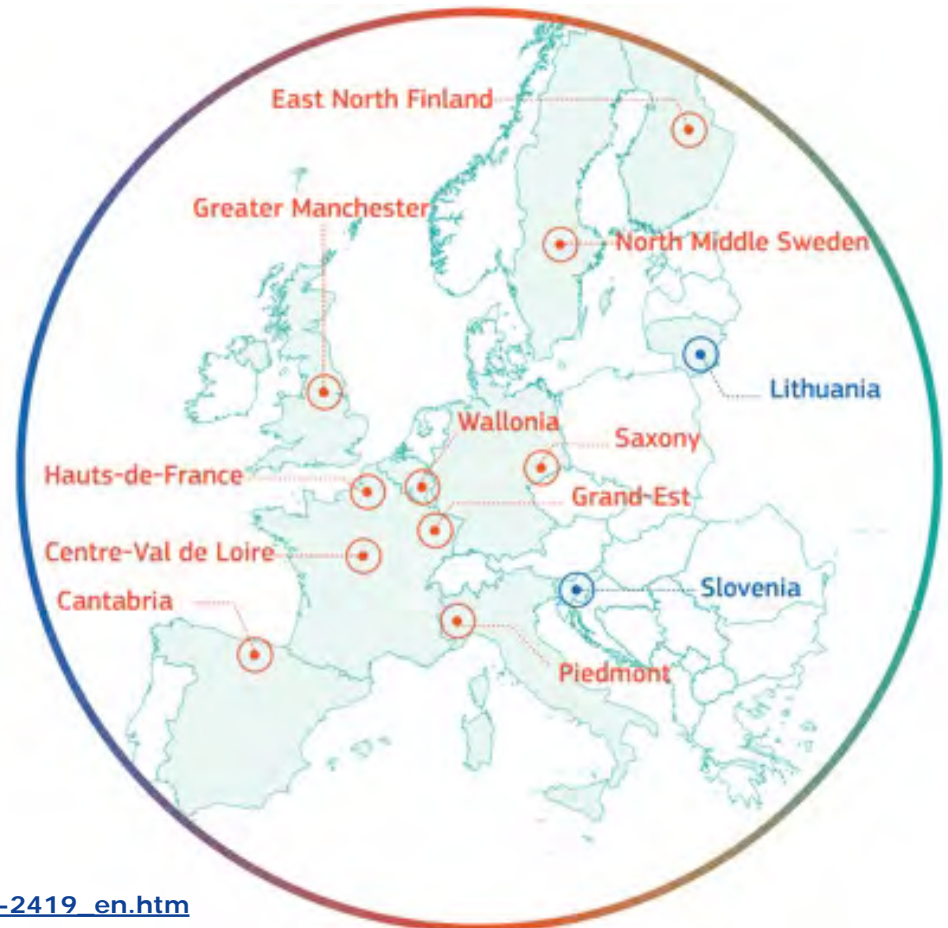 East North Finland
Greater Manchester
North Middle Sweden
Lithuania
Wallonia
Saxony
Hauts-de-France
Grand-Est
Centre-Val de Loire
Slovenia
Cantabria
Piedmont
-2419_en.htm